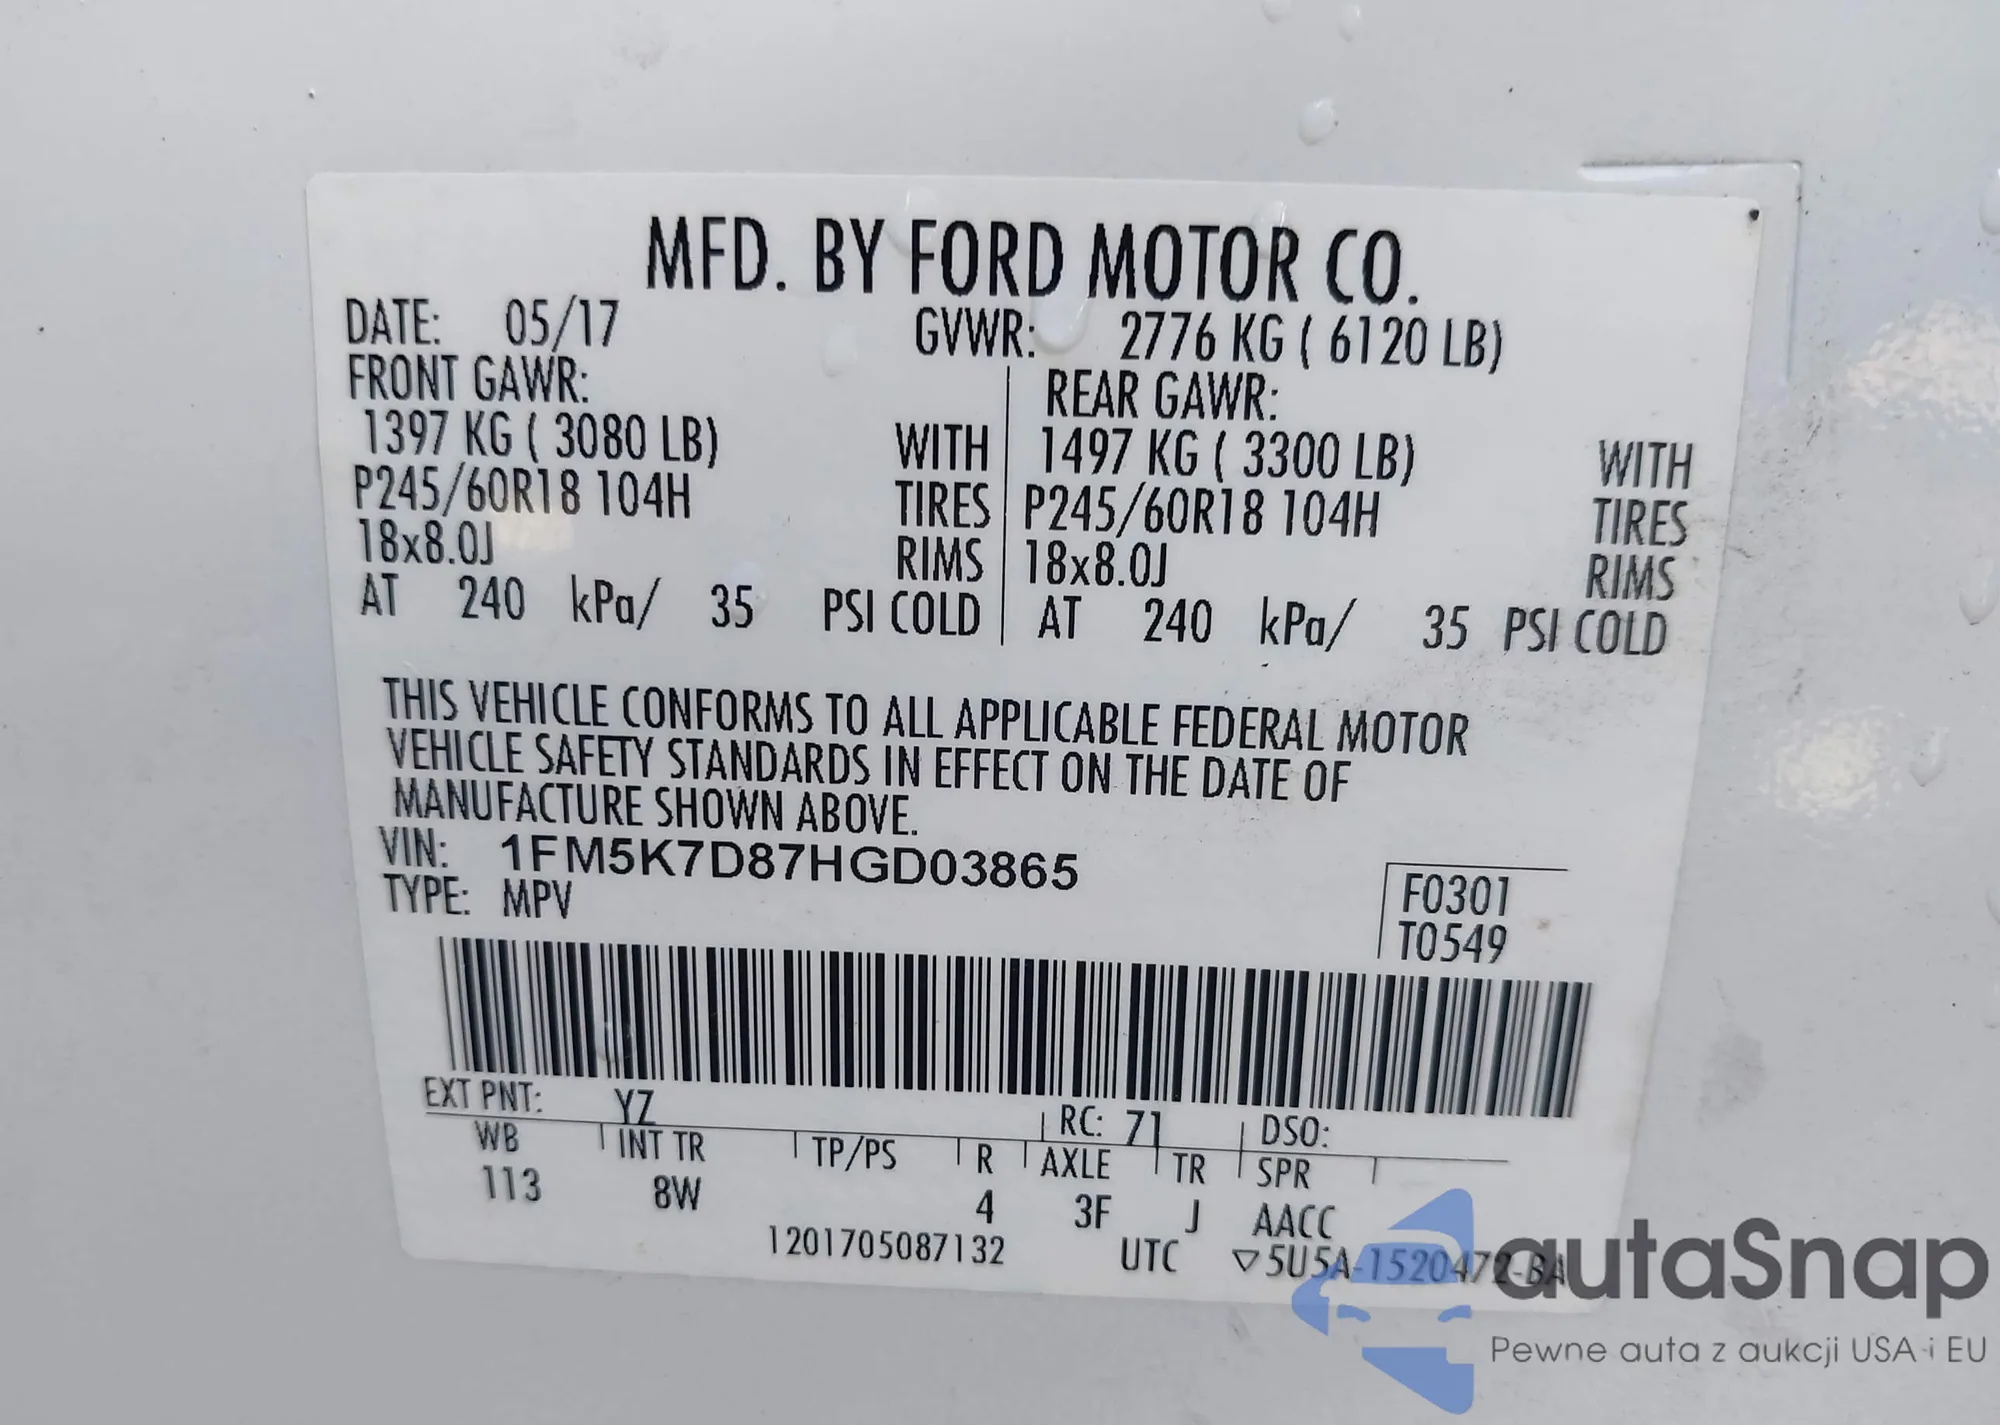 MFD. BY FORD MOTOR CO.
DATE: 05/17 GVWR: 2776 KG ( 6120 LB)
FRONT GAWR: REAR GAWR:
1397 KG ( 3080 LB) WITH 1497 KG ( 3300 LB) WITH
P245/60R18 104H TIRES P245/60R18 104H TIRES
18x8.0J RIMS 18x8.0J RIMS
AT 240 kPa/ 35 PSI COLD AT 240 kPa/ 35 PSI COLD
THIS VEHICLE CONFORMS TO ALL APPLICABLE FEDERAL MOTOR
VEHICLE SAFETY STANDARDS IN EFFECT ON THE DATE OF
MANUFACTURE SHOWN ABOVE.
VIN: 1FM5K7D87HGD03865
TYPE: MPV
F0301
T0549
EXT PNT: YZ RC: 71 DSO:
WB INT TR TP/PS R AXLE TR SPR
113 8W 4 3F J AACC
1201705087132 UTC ▽5U5A-1520472-BA
autaSnap
Pewne auta z aukcji USA i EU